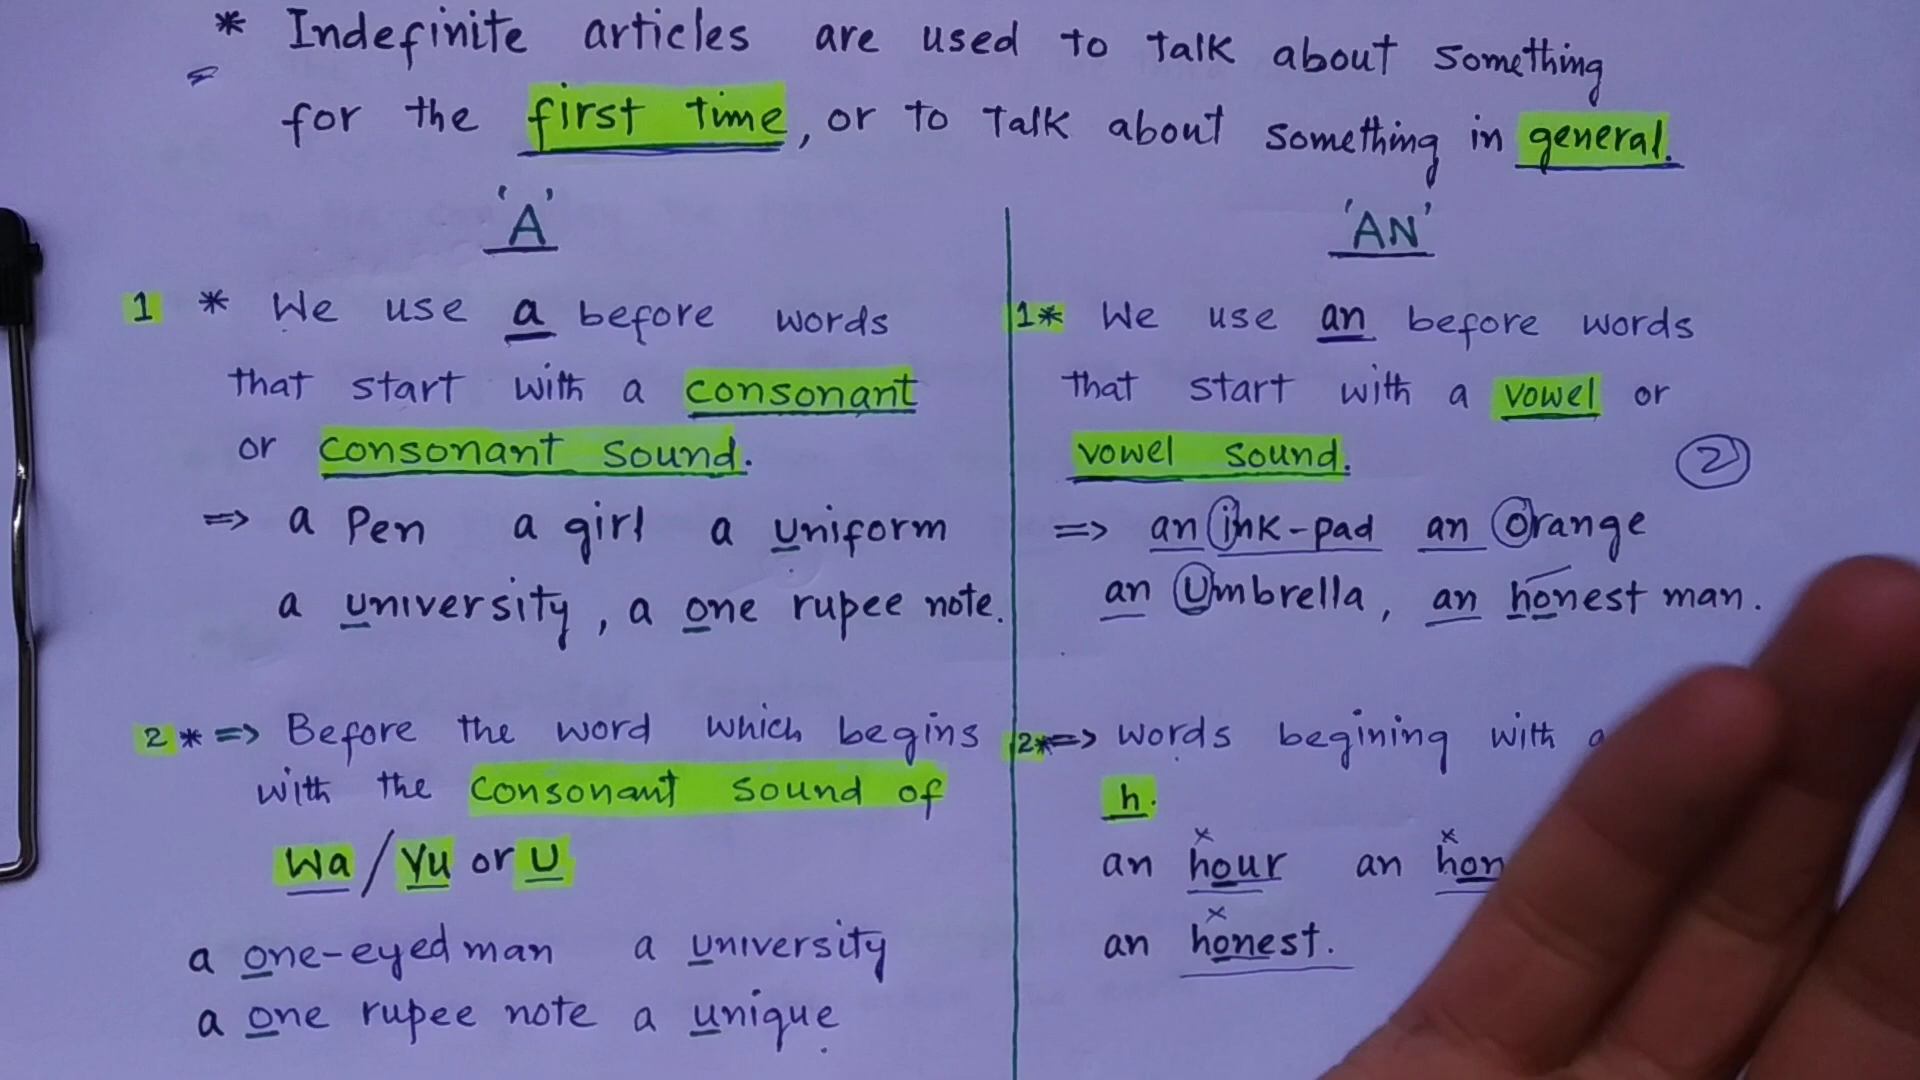 * Indefinite articles are used to talk about something
for the first time, or to talk about something in general.
'A'
1 * We use a before words
that start with a consonant
or consonant sound.
=> a Pen a girl a uniform
a university, a one rupee note.
2 * => Before the word which begins
with the consonant sound of
Wa / Yu or U
a one-eyed man a university
a one rupee note a unique
'AN'
1* We use an before words
that start with a vowel or
vowel sound.
2
=> an ink-pad an orange
an Umbrella, an honest man.
2*=> words begining with a
h.
an hour an hon
an honest.